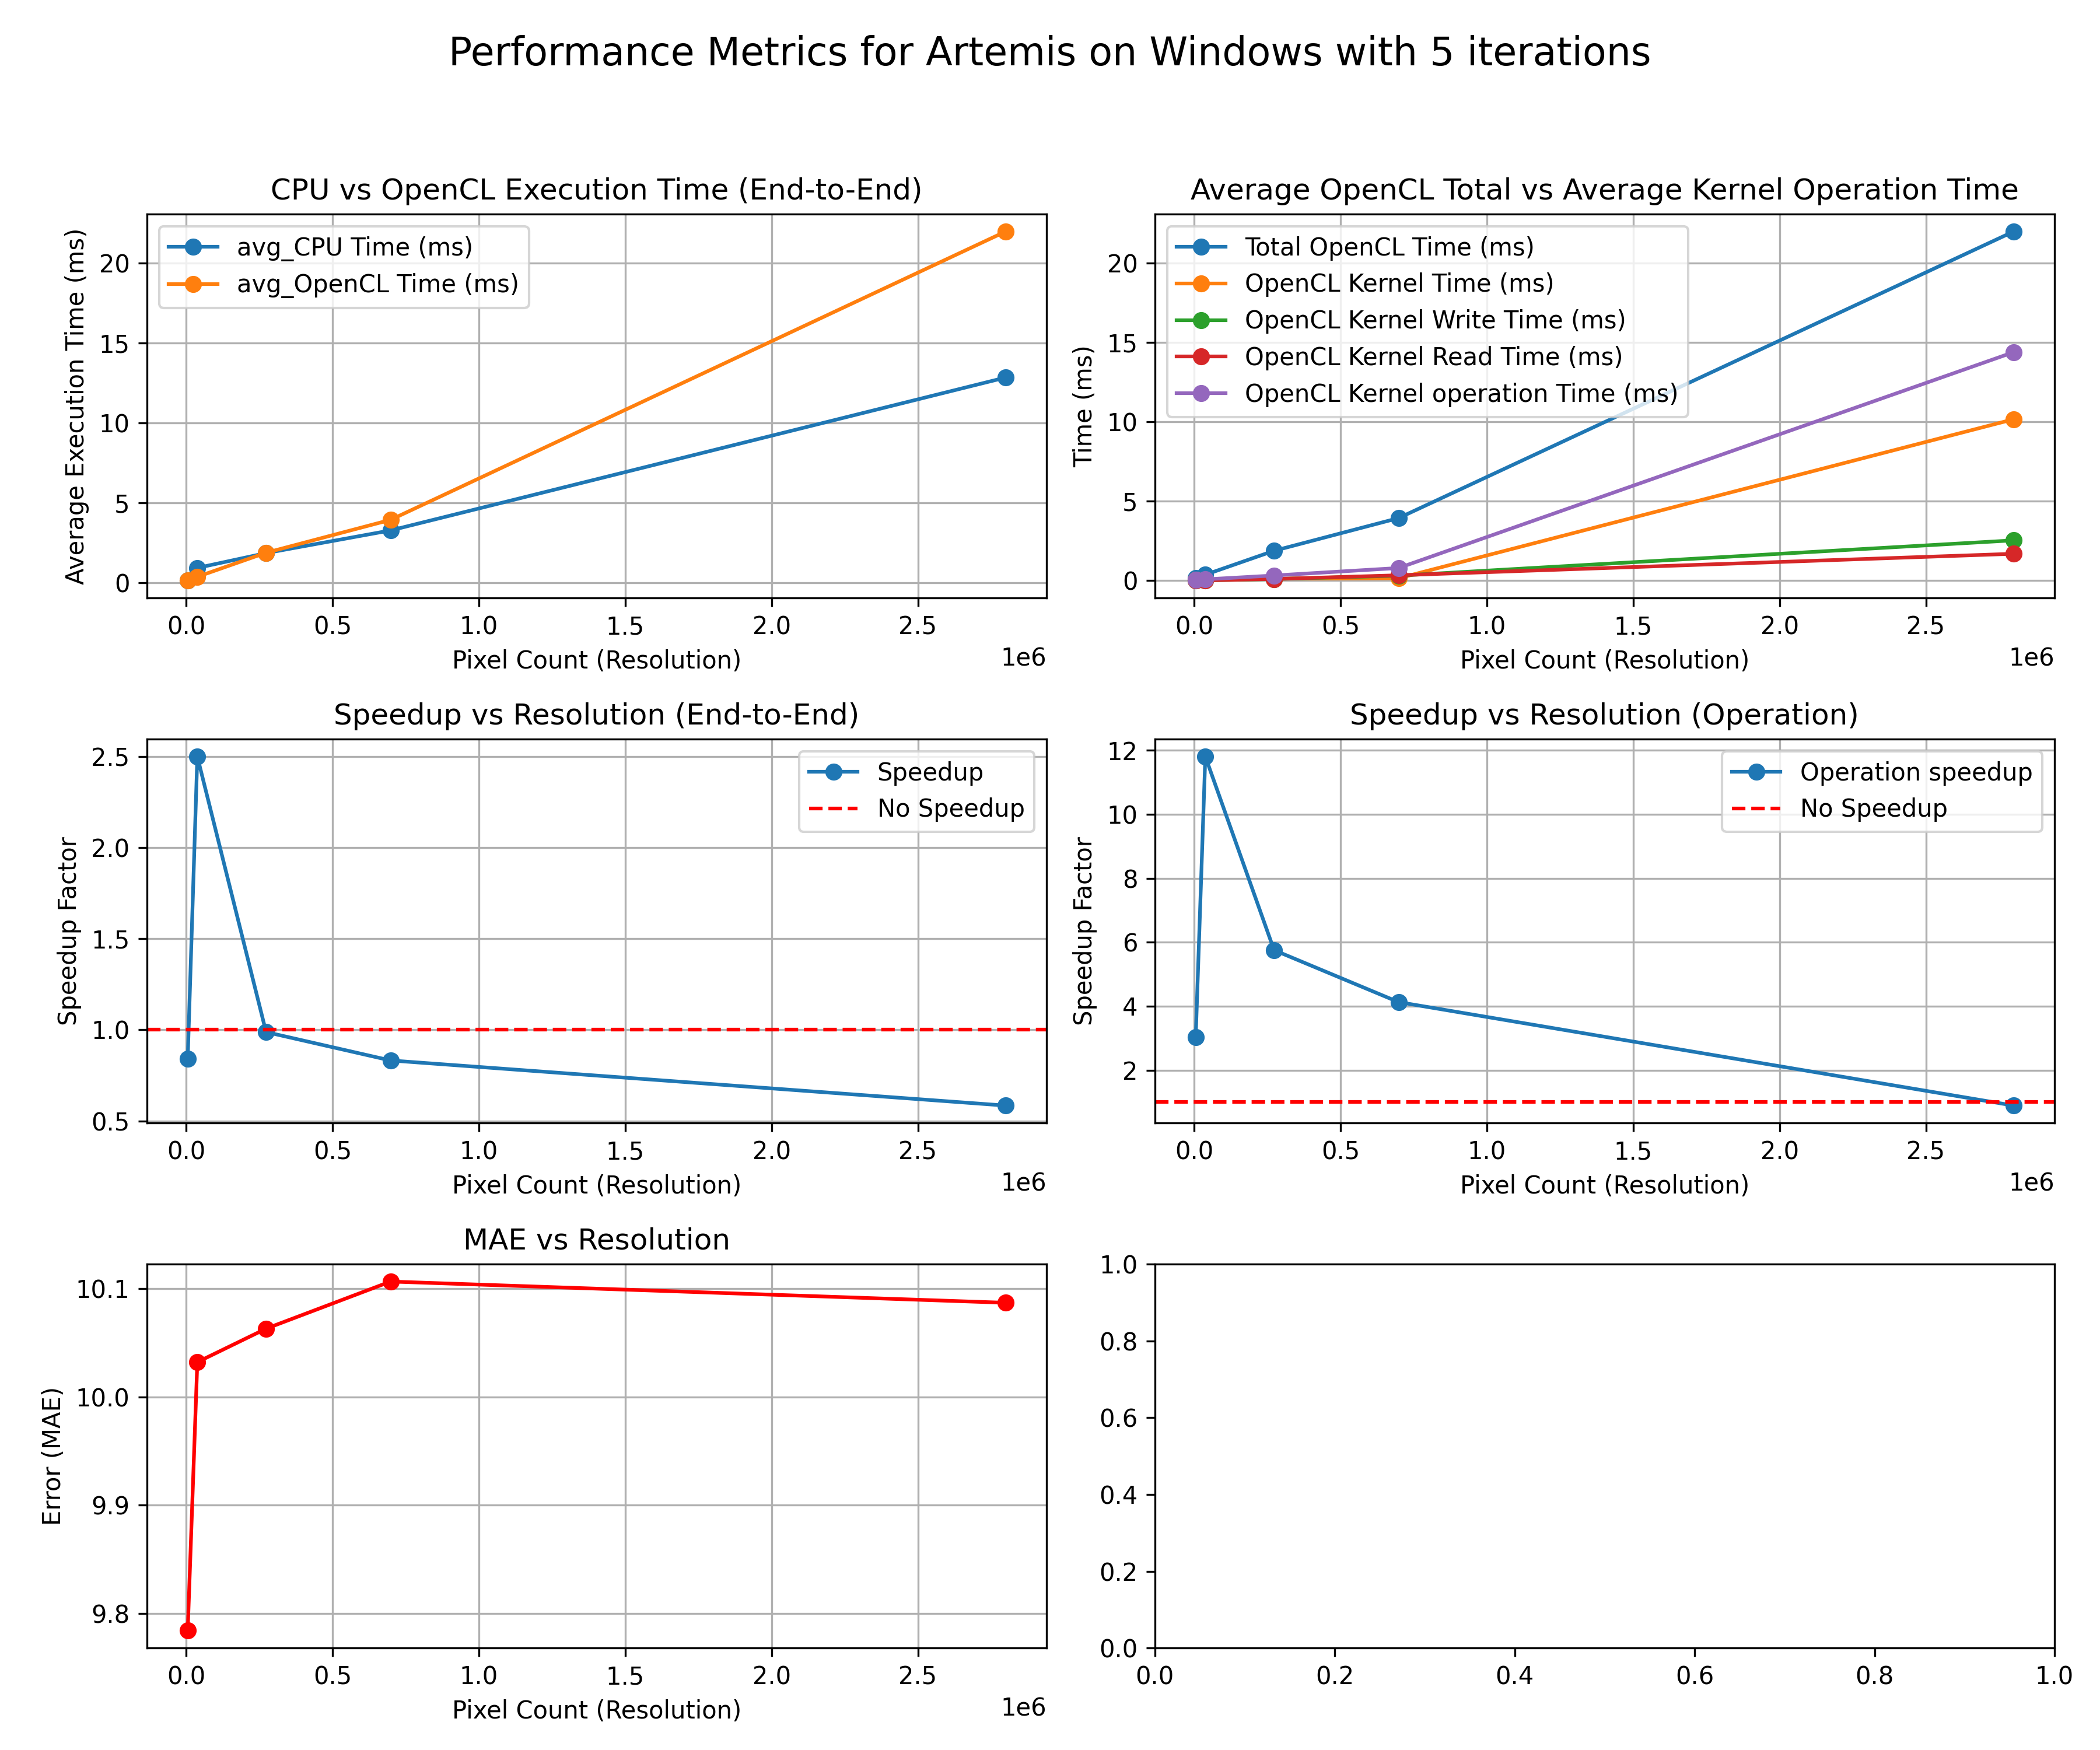 Performance Metrics for Artemis on Windows with 5 iterations
CPU vs OpenCL Execution Time (End-to-End)
Average Execution Time (ms)
20
15
10
5
0
avg_CPU Time (ms)
avg_OpenCL Time (ms)
0.0 0.5 1.0 1.5 2.0 2.5
1e6
Pixel Count (Resolution)
Average OpenCL Total vs Average Kernel Operation Time
Time (ms)
20
15
10
5
0
Total OpenCL Time (ms)
OpenCL Kernel Time (ms)
OpenCL Kernel Write Time (ms)
OpenCL Kernel Read Time (ms)
OpenCL Kernel operation Time (ms)
0.0 0.5 1.0 1.5 2.0 2.5
1e6
Pixel Count (Resolution)
Speedup vs Resolution (End-to-End)
Speedup Factor
2.5
2.0
1.5
1.0
0.5
Speedup
No Speedup
0.0 0.5 1.0 1.5 2.0 2.5
1e6
Pixel Count (Resolution)
Speedup vs Resolution (Operation)
Speedup Factor
12
10
8
6
4
2
Operation speedup
No Speedup
0.0 0.5 1.0 1.5 2.0 2.5
1e6
Pixel Count (Resolution)
MAE vs Resolution
Error (MAE)
10.1
10.0
9.9
9.8
0.0 0.5 1.0 1.5 2.0 2.5
1e6
Pixel Count (Resolution)
1.0
0.8
0.6
0.4
0.2
0.0
0.0 0.2 0.4 0.6 0.8 1.0